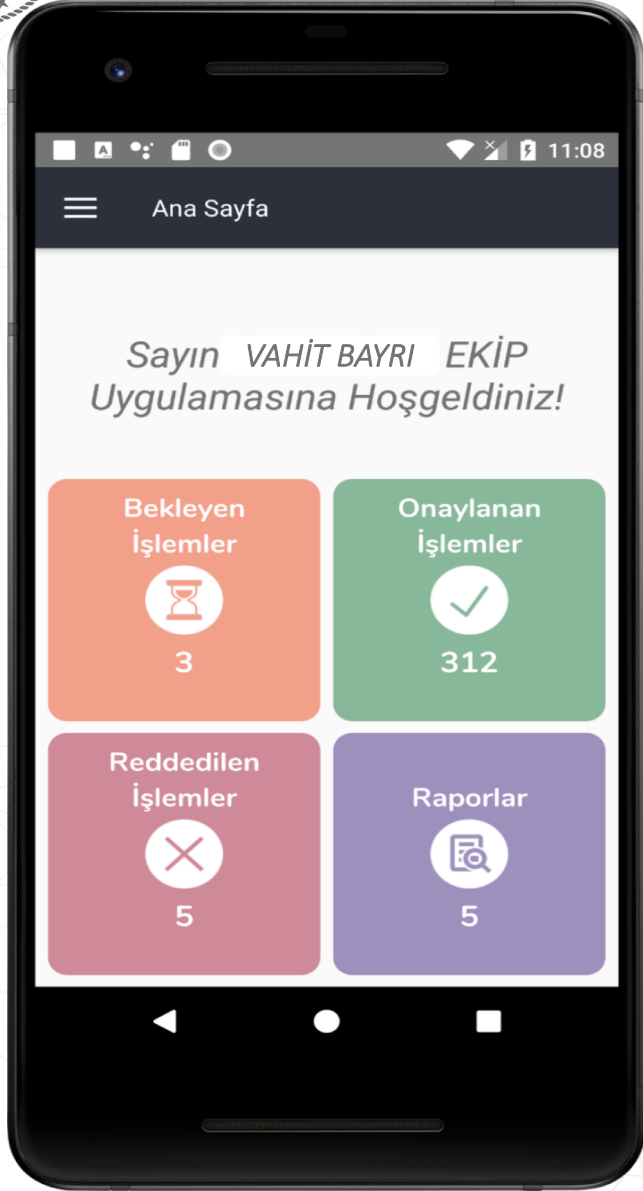 11:08
Ana Sayfa
Sayın VAHİT BAYRI EKİP
Uygulamasına Hoşgeldiniz!
Bekleyen
İşlemler
3
Onaylanan
İşlemler
312
Reddedilen
İşlemler
5
Raporlar
5